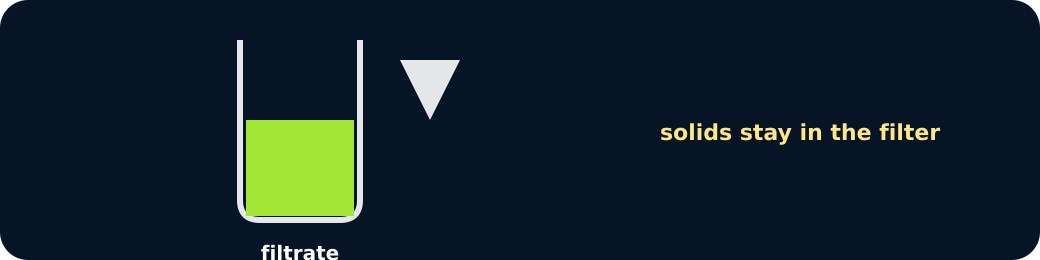 solids stay in the filter
filtrate